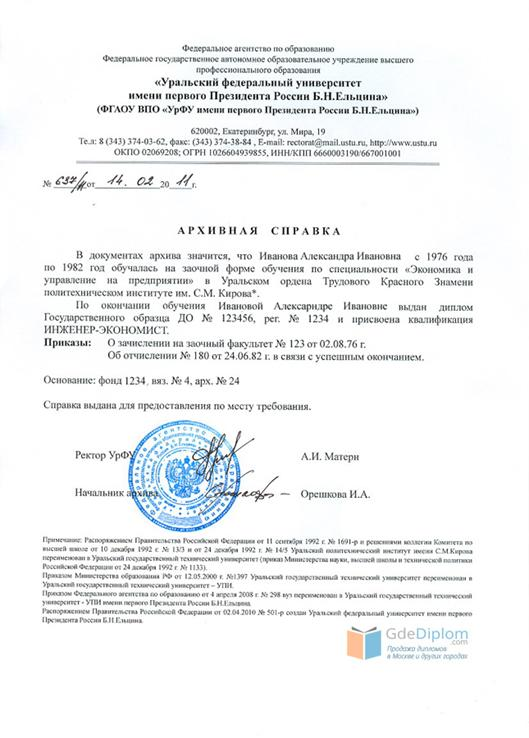 Федеральное агентство по образованию
Федеральное государственное автономное образовательное учреждение высшего
профессионального образования
«Уральский федеральный университет
имени первого Президента России Б.Н.Ельцина»
(ФГАОУ ВПО «УрФУ имени первого Президента России Б.Н.Ельцина»)
620002, Екатеринбург, ул. Мира, 19
Те.л: 8 (343) 374-03-62, факс: (343) 374-38-84 , E-mail: rectorat@mail.ustu.ru, http://www.ustu.ru
ОКПО 02069208; ОГРН 1026604939855, ИНН/КПП 6660003190/667001001
№ 637/11 от 14. 02 2011 г.
АРХИВНАЯ СПРАВКА
В документах архива значится, что Иванова Александра Ивановна с 1976 года
по 1982 год обучалась на заочной форме обучения по специальности «Экономика и
управление на предприятии» в Уральском ордена Трудового Красного Знамени
политехническом институте им. С.М. Кирова*.
По окончании обучения Ивановой Александре Ивановне выдан диплом
Государственного образца ДО № 123456, рег. № 1234 и присвоена квалификация
ИНЖЕНЕР-ЭКОНОМИСТ.
Приказы: О зачислении на заочный факультет № 123 от 02.08.76 г.
Об отчислении № 180 от 24.06.82 г. в связи с успешным окончанием.
Основание: фонд 1234, вяз. № 4, арх. № 24
Справка выдана для предоставления по месту требования.
Ректор УрФУ А.И. Матери
Начальник архива Орешкова И.А.
Примечание: Распоряжением Правительства Российской Федерации от 11 сентября 1992 г. № 1691-р и решениями коллегии Комитета по
высшей школе от 10 декабря 1992 г. № 13/3 и от 24 декабря 1992 г. № 14/5 Уральский политехнический институт имени С.М.Кирова
переименован в Уральский государственный технический университет (приказ Министерства науки, высшей школы и технической политики
Российской Федерации от 24 декабря 1992 г. № 1133).
Приказом Министерства образования РФ от 12.05.2000 г. №1397 Уральский государственный технический университет переименован в
Уральский государственный технический университет – УПИ.
Приказом Федерального агентства по образованию от 4 апреля 2008 г. № 298 вуз переименован в Уральский государственный технический
университет - УПИ имени первого Президента России Б.Н.Ельцина
Распоряжением Правительства Российской Федерации от 02.04.2010 № 501-р создан Уральский федеральный университет имени первого
Президента России Б.Н.Ельцина.
GdeDiplom
.com
Продажа дипломов
в Москве и других городах